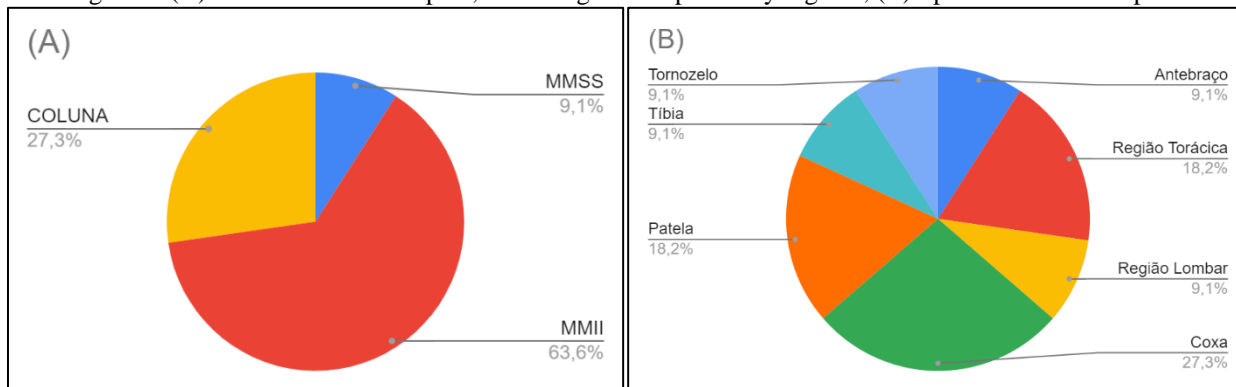 (A)
MMSS
9,1%
COLUNA
27,3%
MMII
63,6%
(B)
Tornozelo
9,1%
Tíbia
9,1%
Patela
18,2%
Antebraço
9,1%
Região Torácica
18,2%
Região Lombar
9,1%
Coxa
27,3%